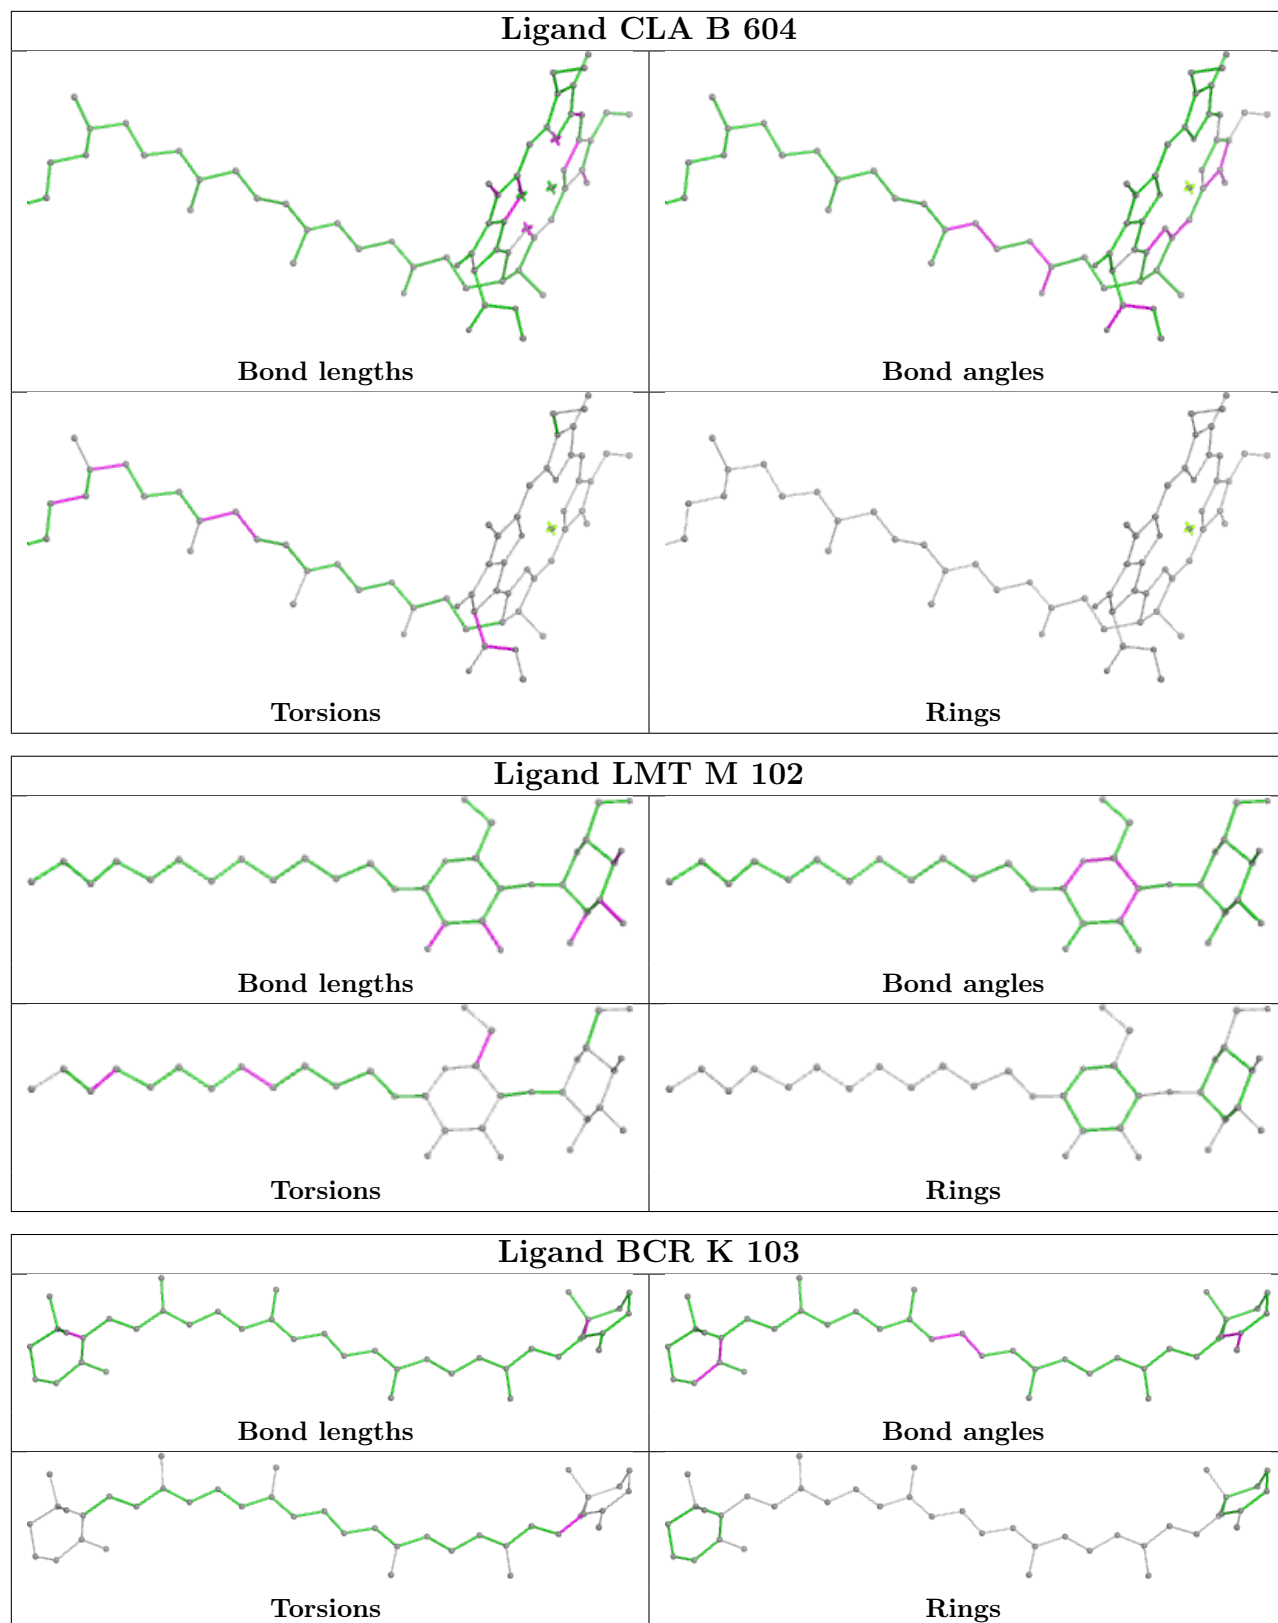 Ligand CLA B 604
Bond lengths
Bond angles
Torsions
Rings
Ligand LMT M 102
Bond lengths
Bond angles
Torsions
Rings
Ligand BCR K 103
Bond lengths
Bond angles
Torsions
Rings